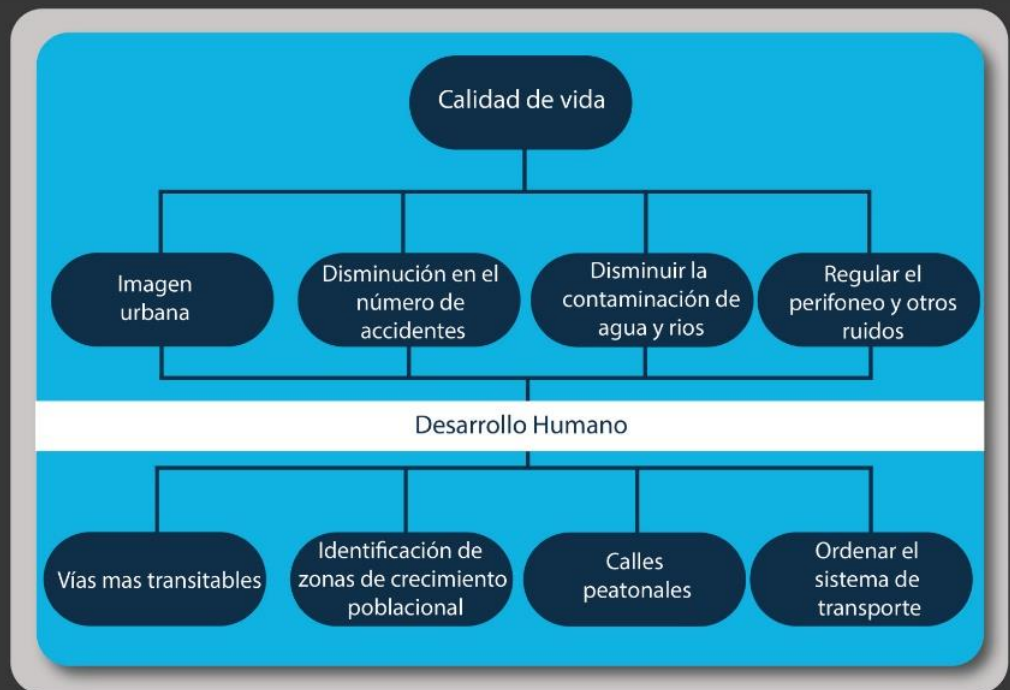 Calidad de vida
Imagen
urbana
Disminución en el
número de
accidentes
Disminuir la
contaminación de
agua y rios
Regular el
perifoneo y otros
ruidos
Desarrollo Humano
Vías mas transitables
Identificación de
zonas de crecimiento
poblacional
Calles
peatonales
Ordenar el
sistema de
transporte